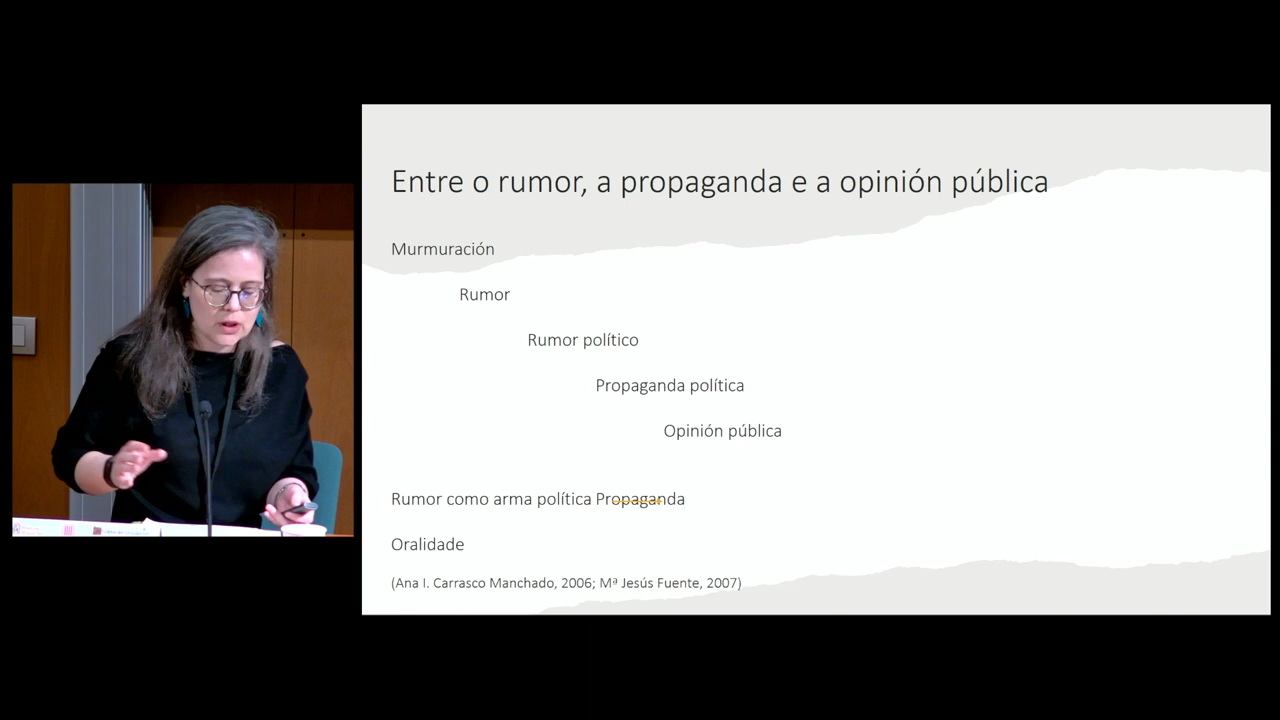 Entre o rumor, a propaganda e a opinión pública
Murmuración
Rumor
Rumor político
Propaganda política
Opinión pública
Rumor como arma política Propaganda
Oralidade
(Ana I. Carrasco Manchado, 2006; Mª Jesús Fuente, 2007)